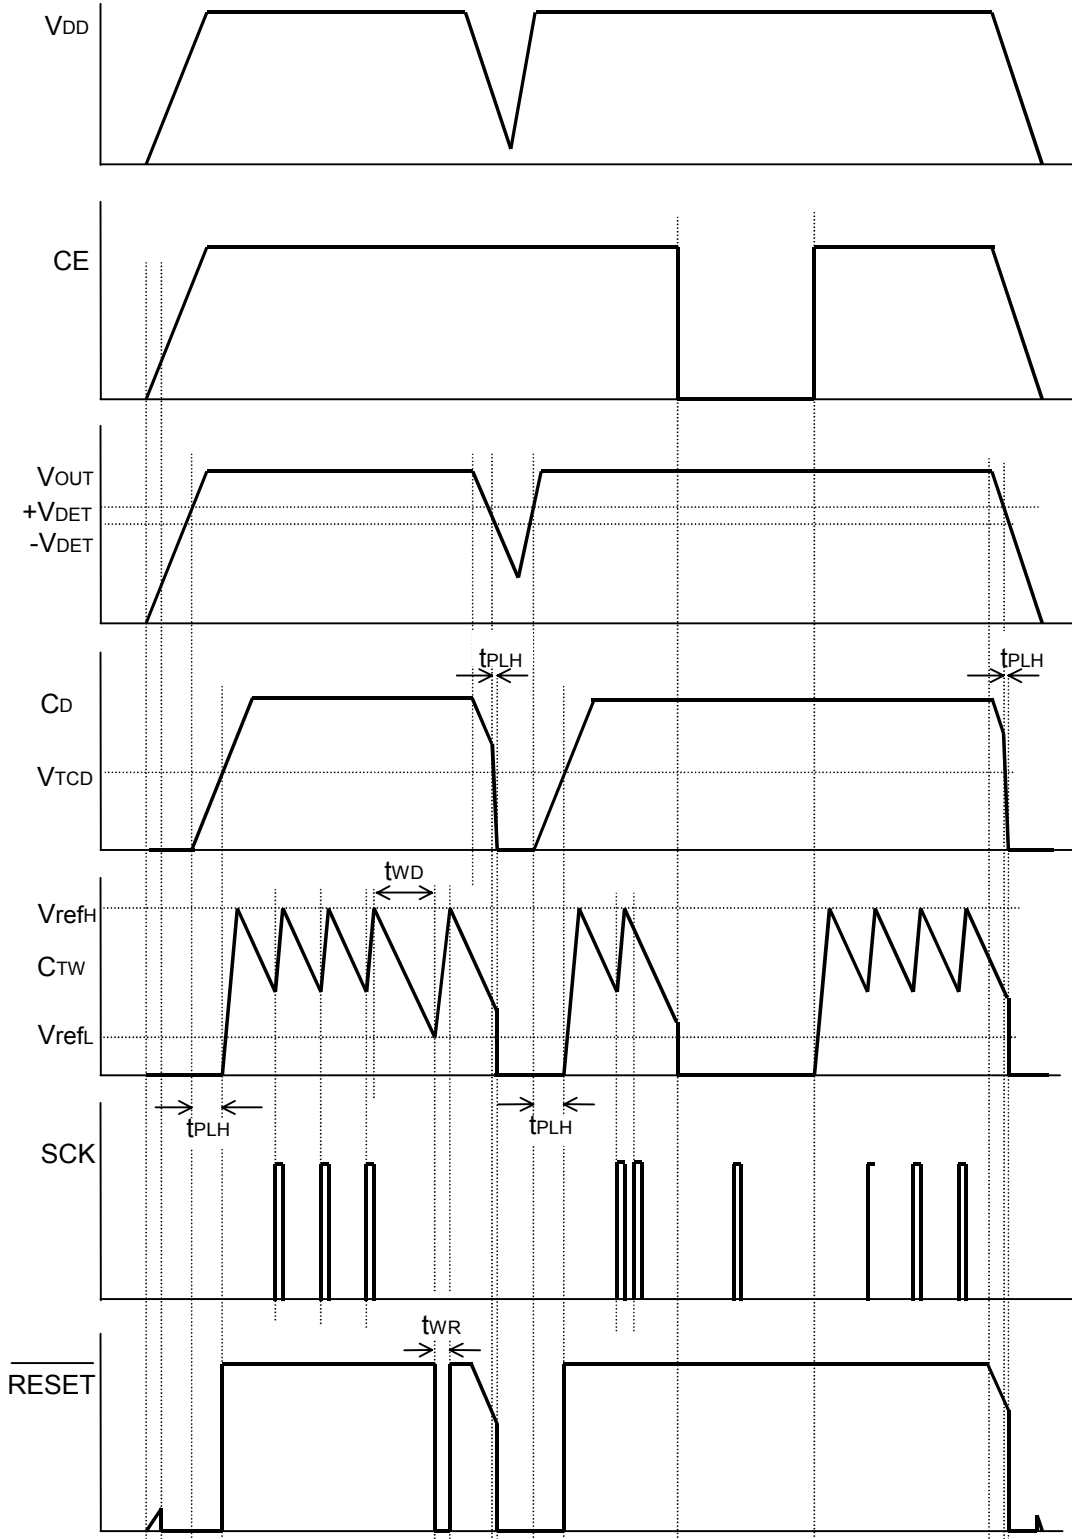 VDD
CE
VOUT
+VDET
-VDET
tPLH
tPLH
CD
VTCD
tWD
VrefH
CTW
VrefL
tPLH
tPLH
SCK
tWR
RESET